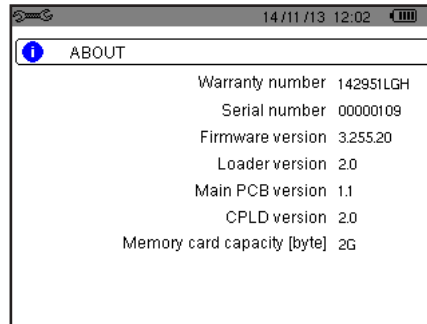 14/11/13 12:02
ABOUT
Warranty number 142951LGH
Serial number 00000109
Firmware version 3.255.20
Loader version 2.0
Main PCB version 1.1
CPLD version 2.0
Memory card capacity [byte] 2G